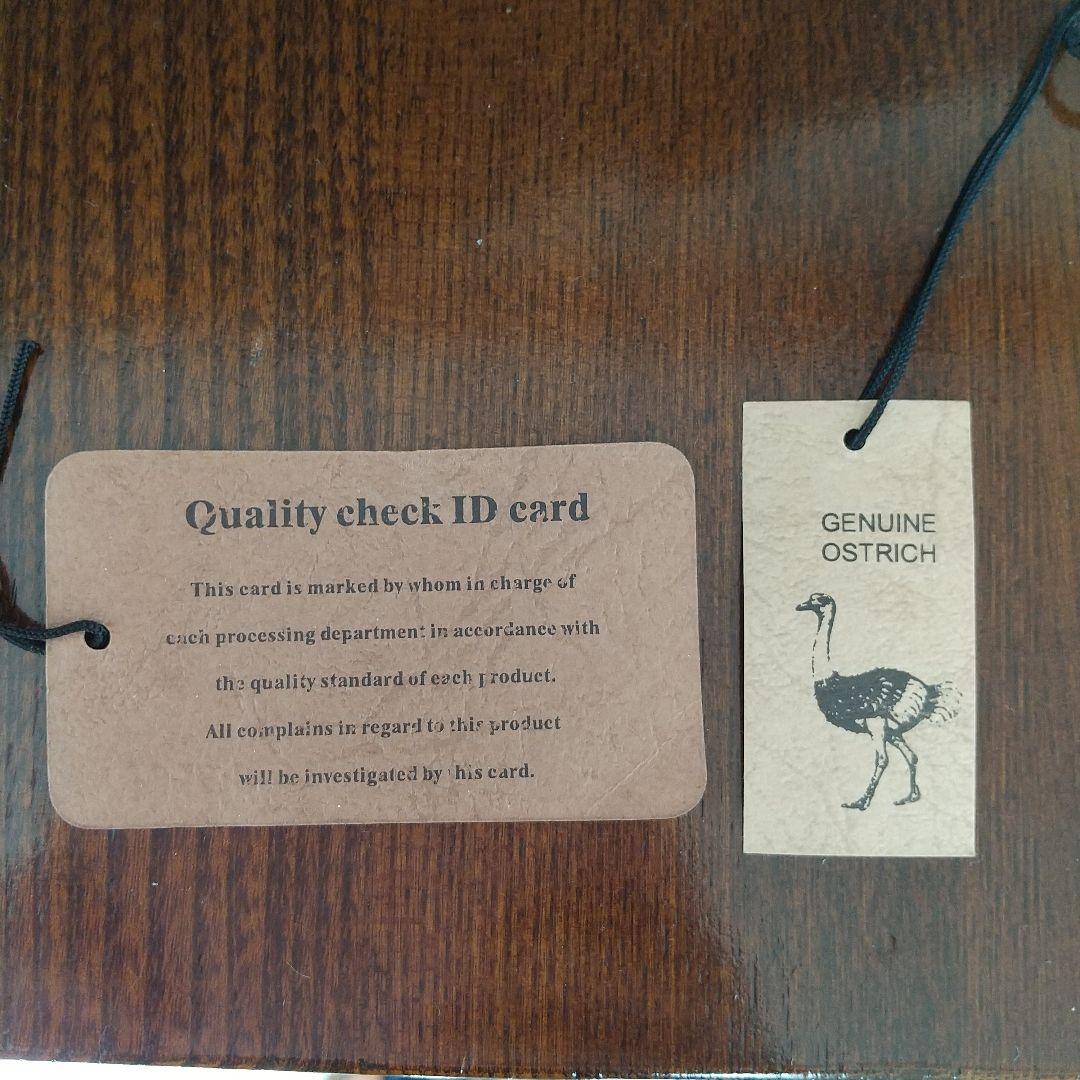 Quality check ID card
This card is marked by whom in charge of
each processing department in accordance with
the quality standard of each product.
All complains in regard to this product
will be investigated by this card.
GENUINE
OSTRICH